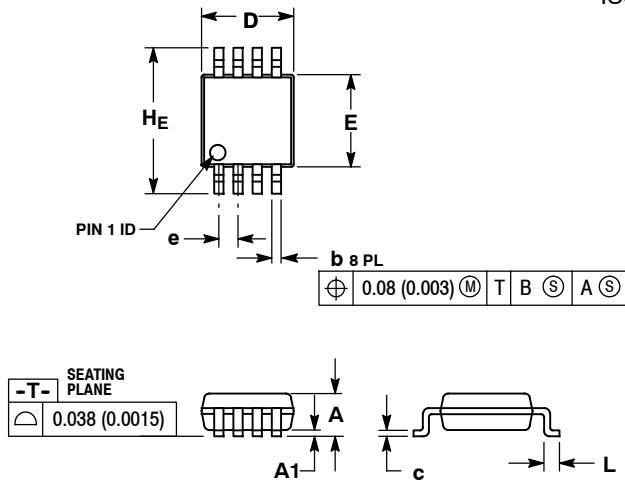 D
HE
E
PIN 1 ID
e
b 8 PL
⌖ 0.08 (0.003) Ⓜ T B Ⓢ A Ⓢ
SEATING
-T- PLANE
⌓ 0.038 (0.0015)
A
A1
c
L